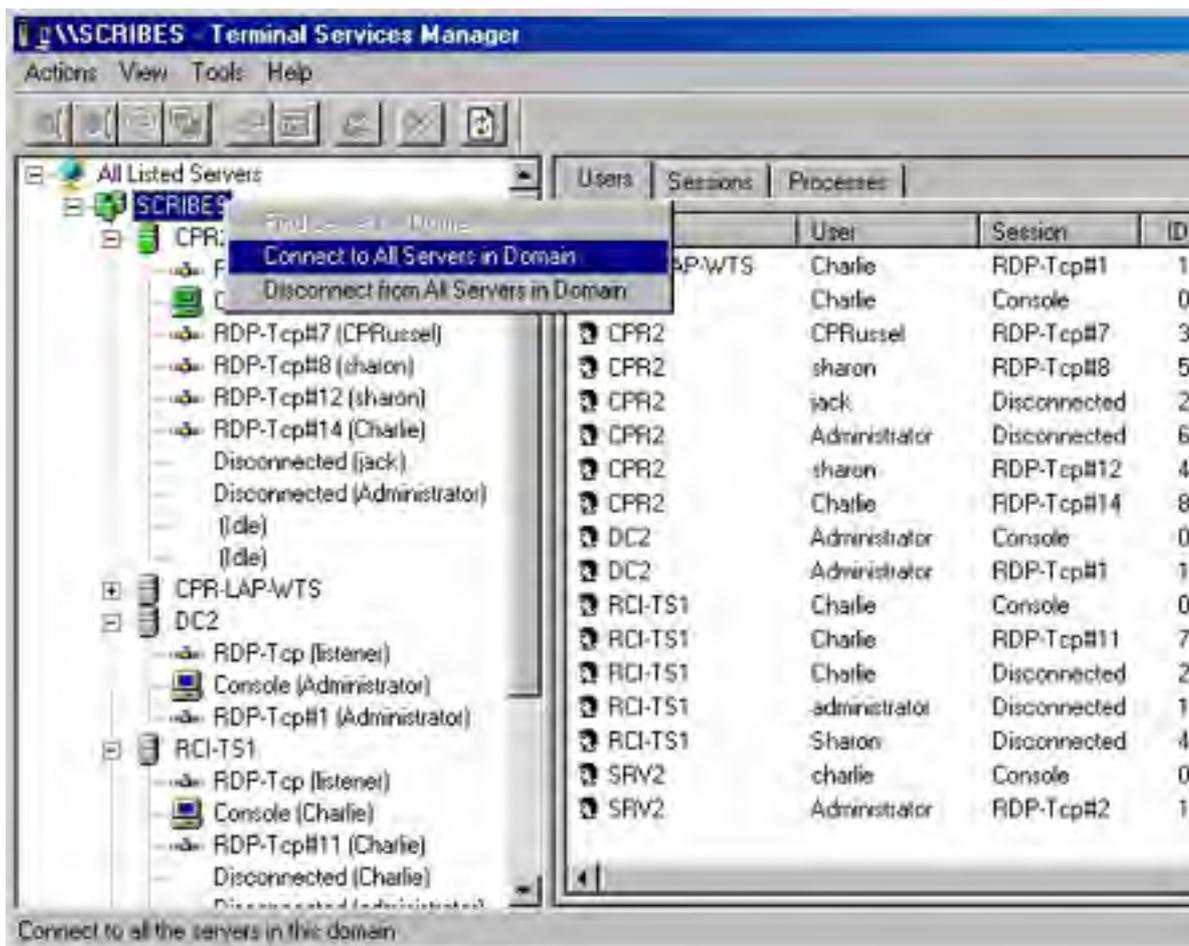 \\SCRIBES - Terminal Services Manager
Actions View Tools Help
All Listed Servers
SCRIBES
CPR2
Connect to All Servers in Domain
Disconnect from All Servers in Domain
RDP-Tcp#7 (CPRussel)
RDP-Tcp#8 (sharon)
RDP-Tcp#12 (sharon)
RDP-Tcp#14 (Charlie)
Disconnected (jack)
Disconnected (Administrator)
(Idle)
(Idle)
CPR-LAP-WTS
DC2
RDP-Tcp (listener)
Console (Administrator)
RDP-Tcp#1 (Administrator)
RCI-TS1
RDP-Tcp (listener)
Console (Charlie)
RDP-Tcp#11 (Charlie)
Disconnected (Charlie)
Disconnected (administrator)
Users Sessions Processes
User Session ID
AP-WTS Charlie RDP-Tcp#1 1
Charlie Console 0
CPR2 CPRussel RDP-Tcp#7 3
CPR2 sharon RDP-Tcp#8 5
CPR2 jack Disconnected 2
CPR2 Administrator Disconnected 6
CPR2 sharon RDP-Tcp#12 4
CPR2 Charlie RDP-Tcp#14 8
DC2 Administrator Console 0
DC2 Administrator RDP-Tcp#1 1
RCI-TS1 Charlie Console 0
RCI-TS1 Charlie RDP-Tcp#11 7
RCI-TS1 Charlie Disconnected 2
RCI-TS1 administrator Disconnected 1
RCI-TS1 Sharon Disconnected 4
SRV2 charlie Console 0
SRV2 Administrator RDP-Tcp#2 1
Connect to all the servers in this domain